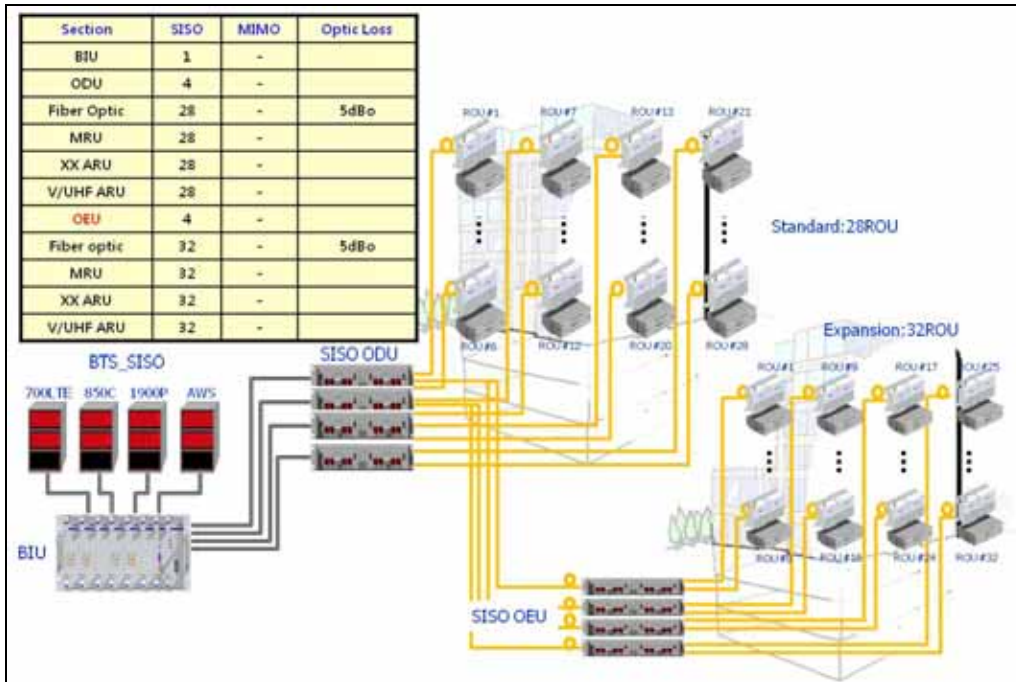 Section SISO MIMO Optic Loss
BIU 1 -
ODU 4 -
Fiber Optic 28 - 5dBo
MRU 28 -
XX ARU 28 -
V/UHF ARU 28 -
OEU 4 -
Fiber optic 32 - 5dBo
MRU 32 -
XX ARU 32 -
V/UHF ARU 32 -
ROU#1 ROU#7 ROU#13 ROU#21
Standard:28ROU
ROU#6 ROU#12 ROU#20 ROU#28
Expansion:32ROU
BTS_SISO
SISO ODU
700LTE 850C 1900P AWS
ROU#1 ROU#9 ROU#17 ROU#25
BIU
ROU#16 ROU#24 ROU#32
SISO OEU